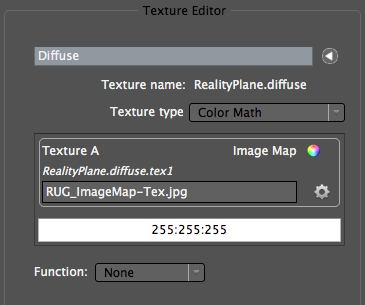 Texture Editor
Diffuse
Texture name: RealityPlane.diffuse
Texture type Color Math
Texture A Image Map
RealityPlane.diffuse.tex1
RUG_ImageMap-Tex.jpg
255:255:255
Function: None